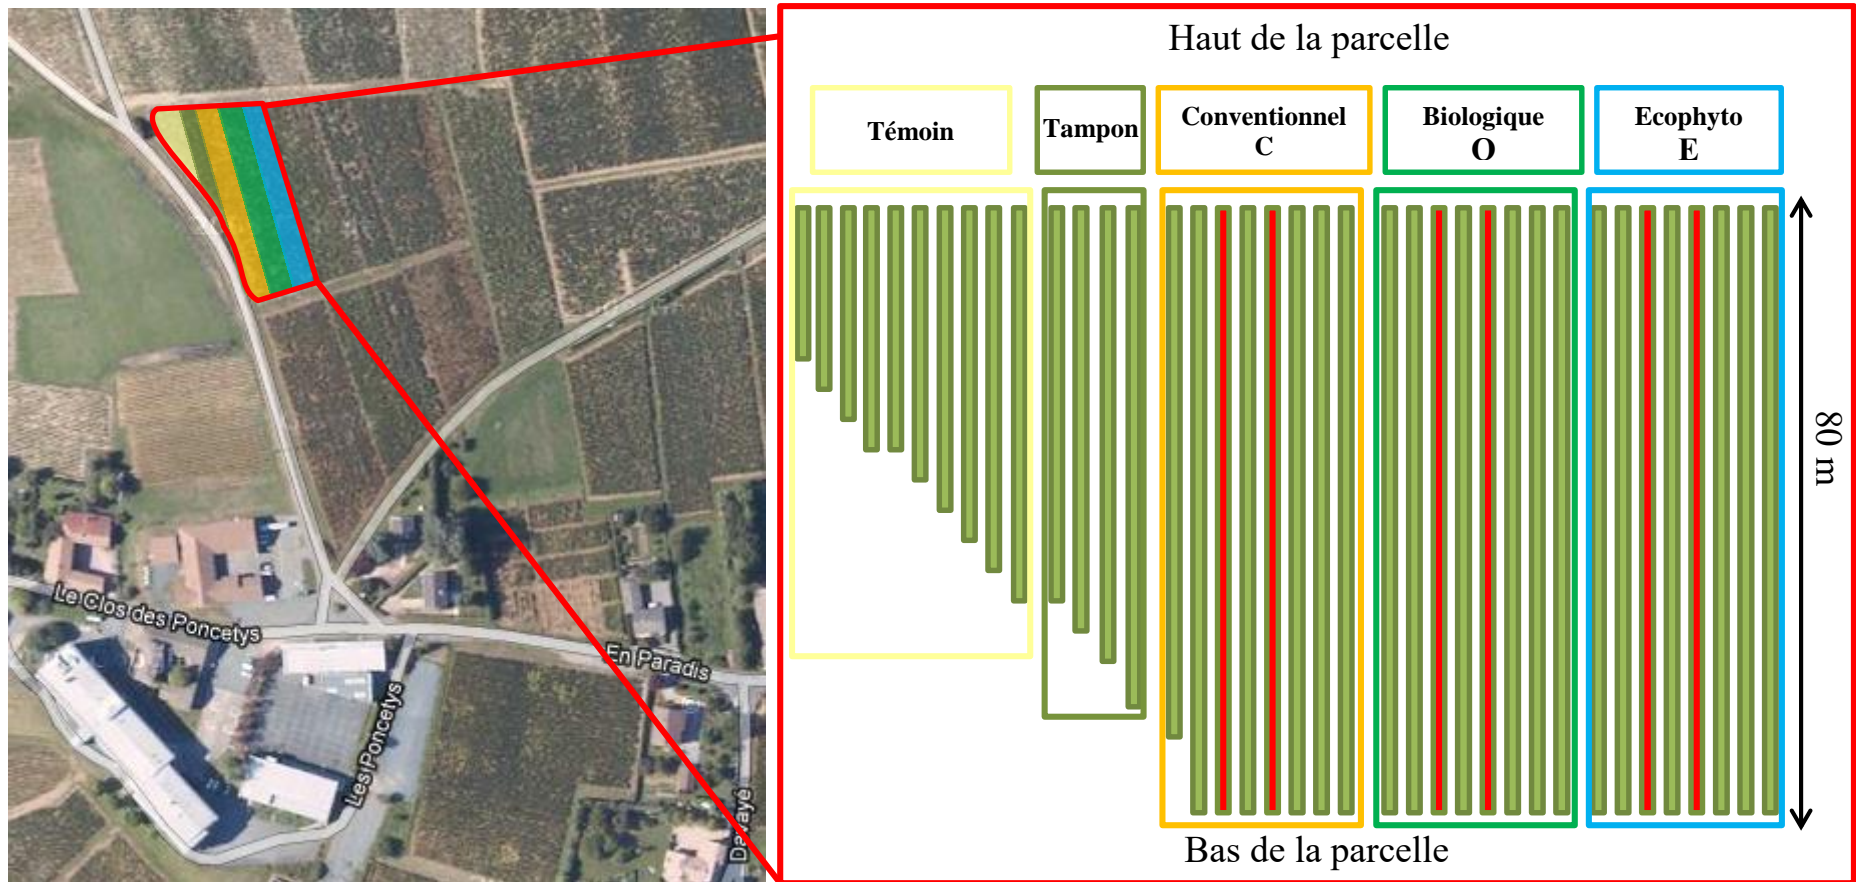 Haut de la parcelle
Témoin
Tampon
Conventionnel
C
Biologique
O
Ecophyto
E
80 m
Bas de la parcelle
Le Clos des Poncetys
En Paradis
Les Poncetys
Davayé